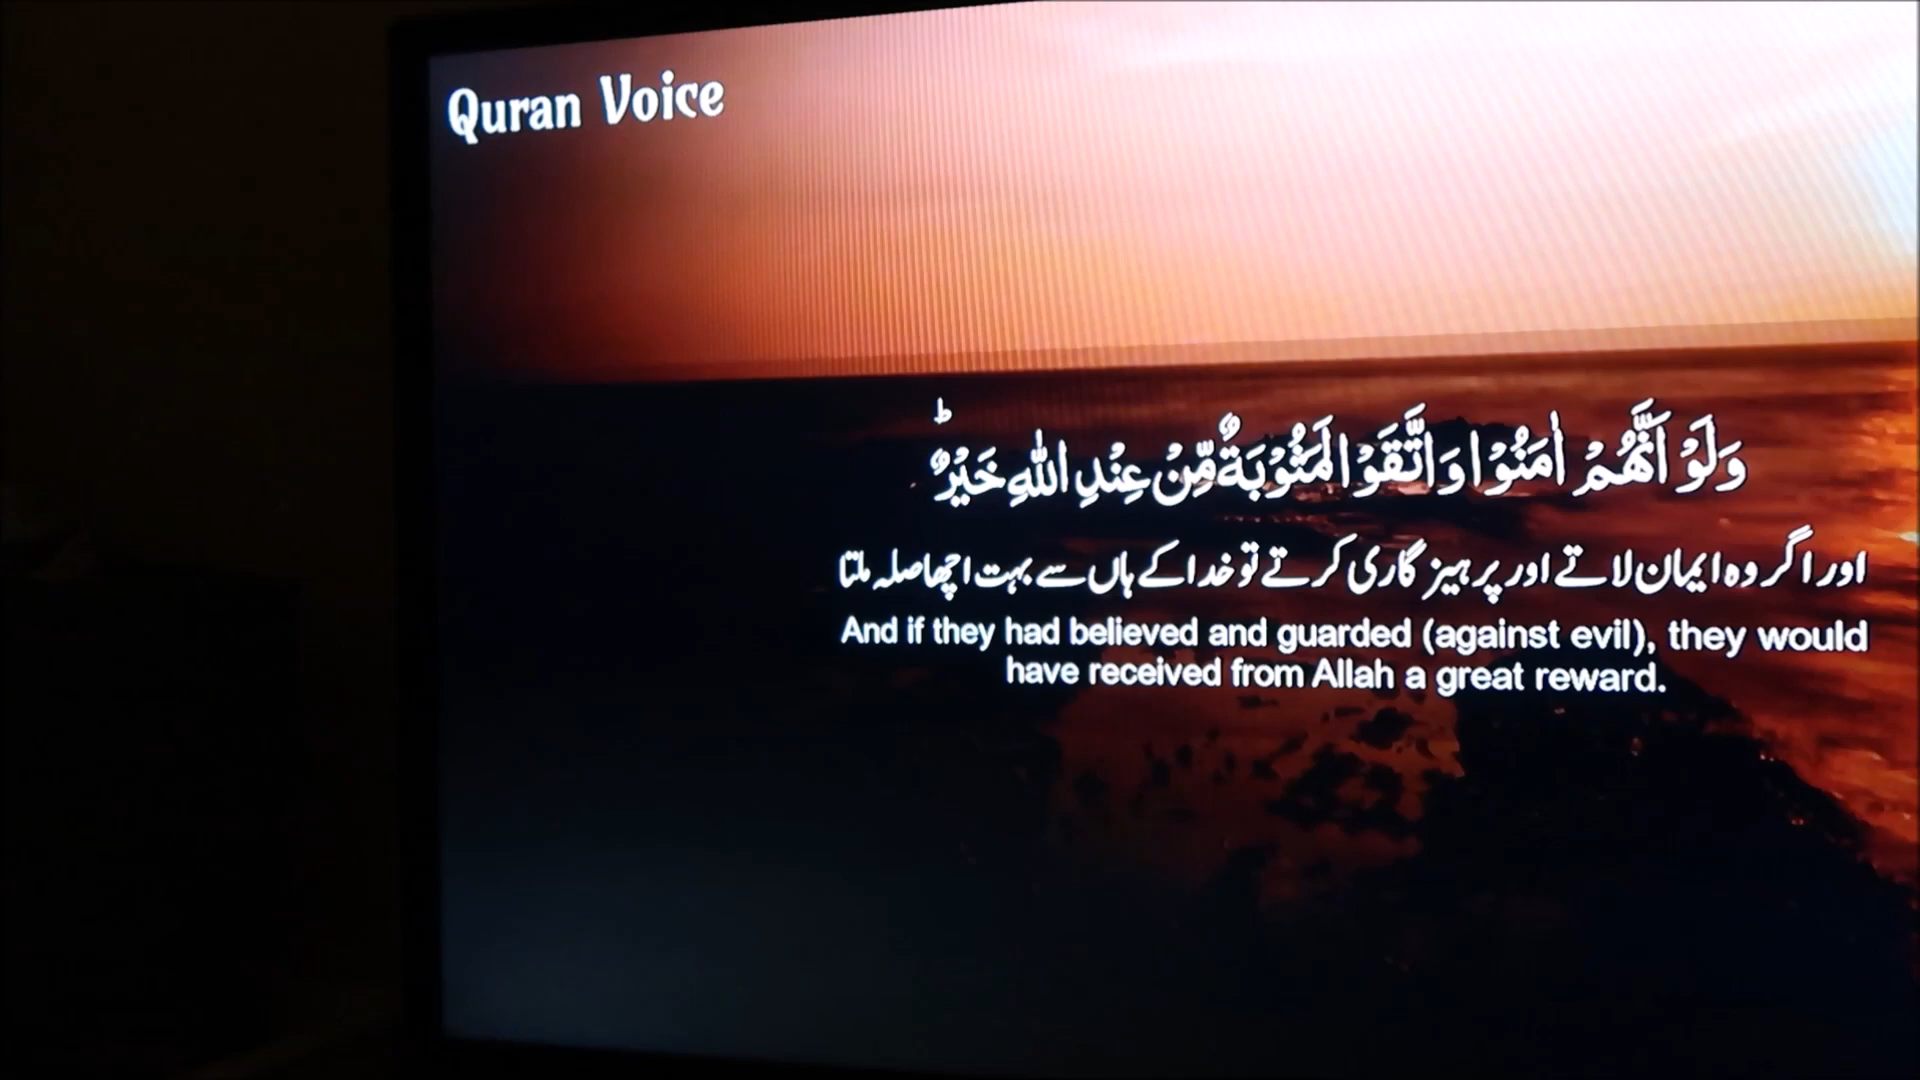 Quran Voice
وَلَوْ اَنَّهُمْ اٰمَنُوْا وَاتَّقَوْا لَمَثُوْبَةٌ مِّنْ عِنْدِ اللّٰهِ خَيْرٌ ؕ
اور اگر وہ ایمان لاتے اور پرہیز گاری کرتے تو خدا کے ہاں سے بہت اچھا صلہ ملتا
And if they had believed and guarded (against evil), they would
have received from Allah a great reward.